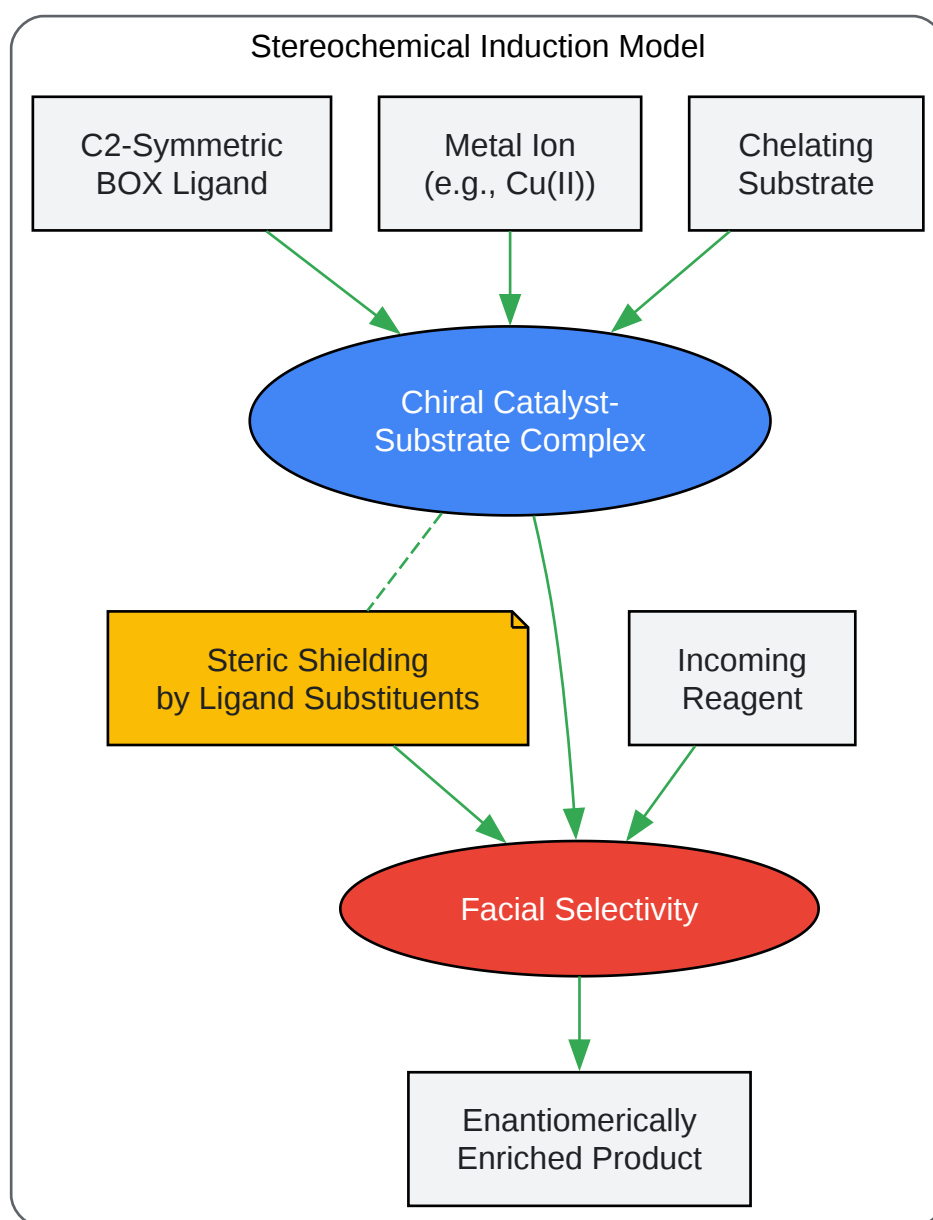 Stereochemical Induction Model
C2-Symmetric
BOX Ligand
Metal Ion
(e.g., Cu(II))
Chelating
Substrate
Chiral Catalyst-
Substrate Complex
Steric Shielding
by Ligand Substituents
Incoming
Reagent
Facial Selectivity
Enantiomerically
Enriched Product